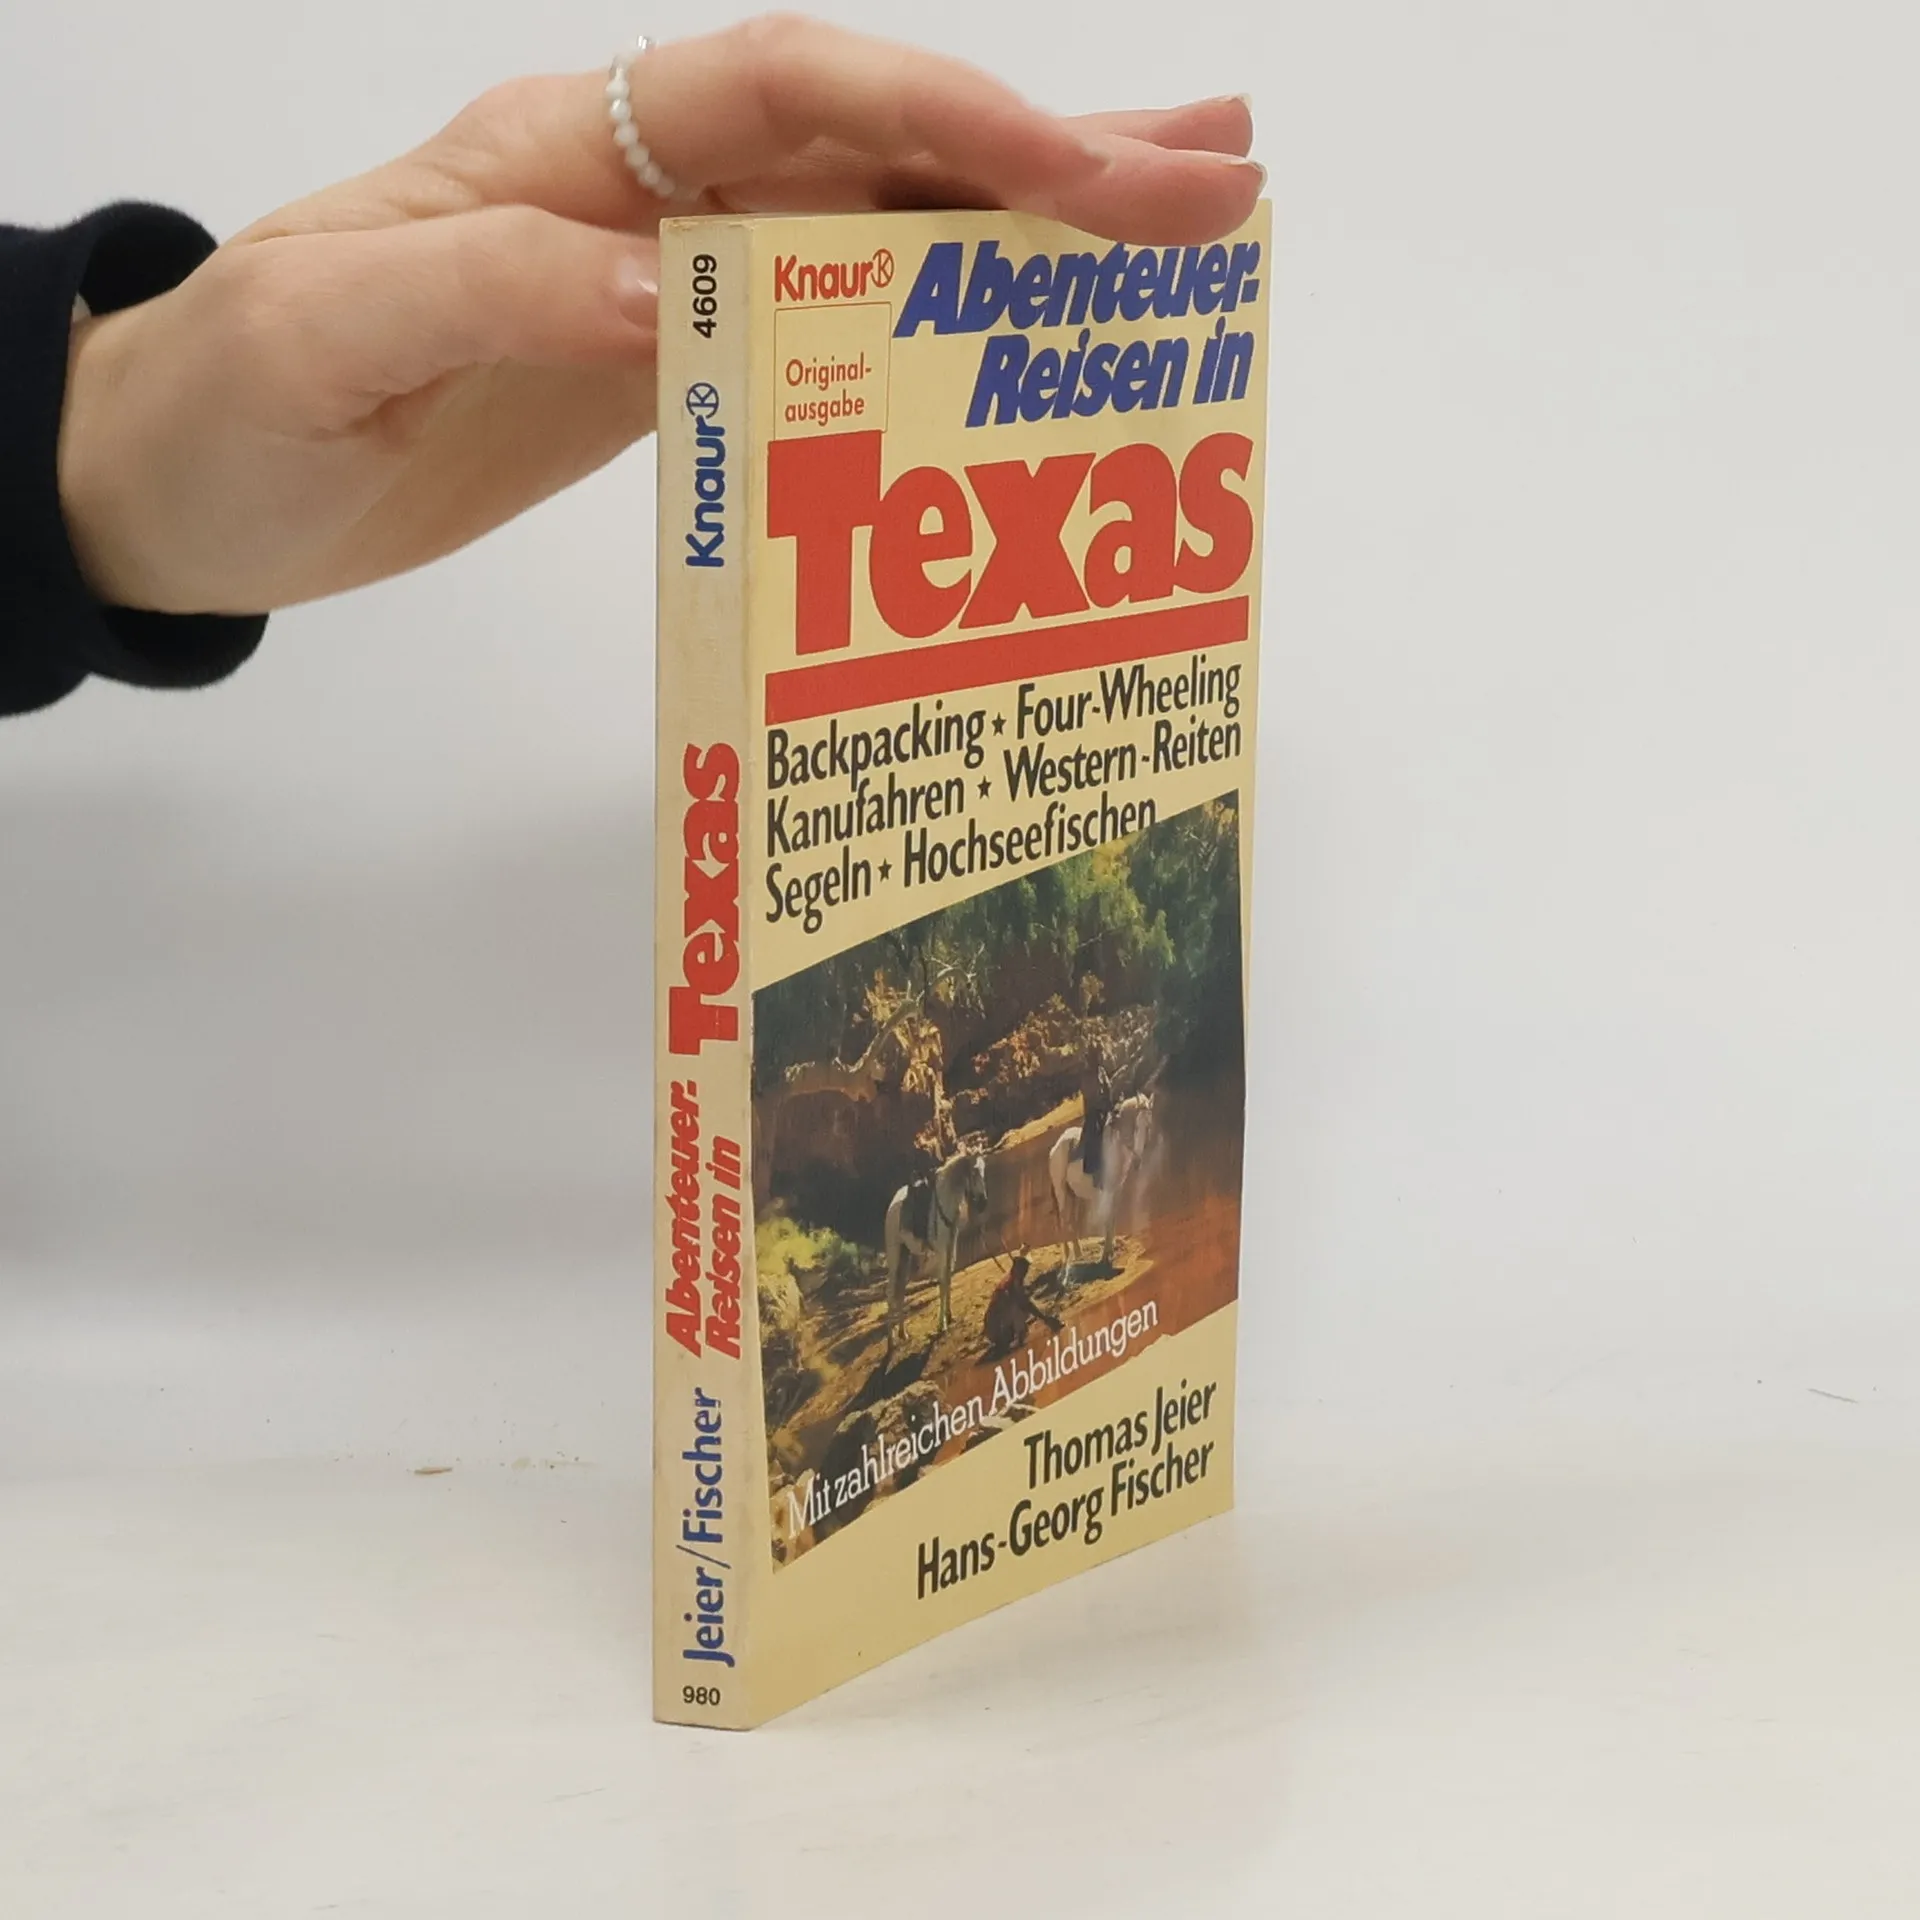 4609
Knaur
Texas
Abenteuer-
Reisen in
Jeier/Fischer
980
Knaur
Abenteuer-
Reisen in
Original-
ausgabe
Texas
Backpacking ★ Four-Wheeling
Kanufahren ★ Western-Reiten
Segeln ★ Hochseefischen
Mit zahlreichen Abbildungen
Thomas Jeier
Hans-Georg Fischer